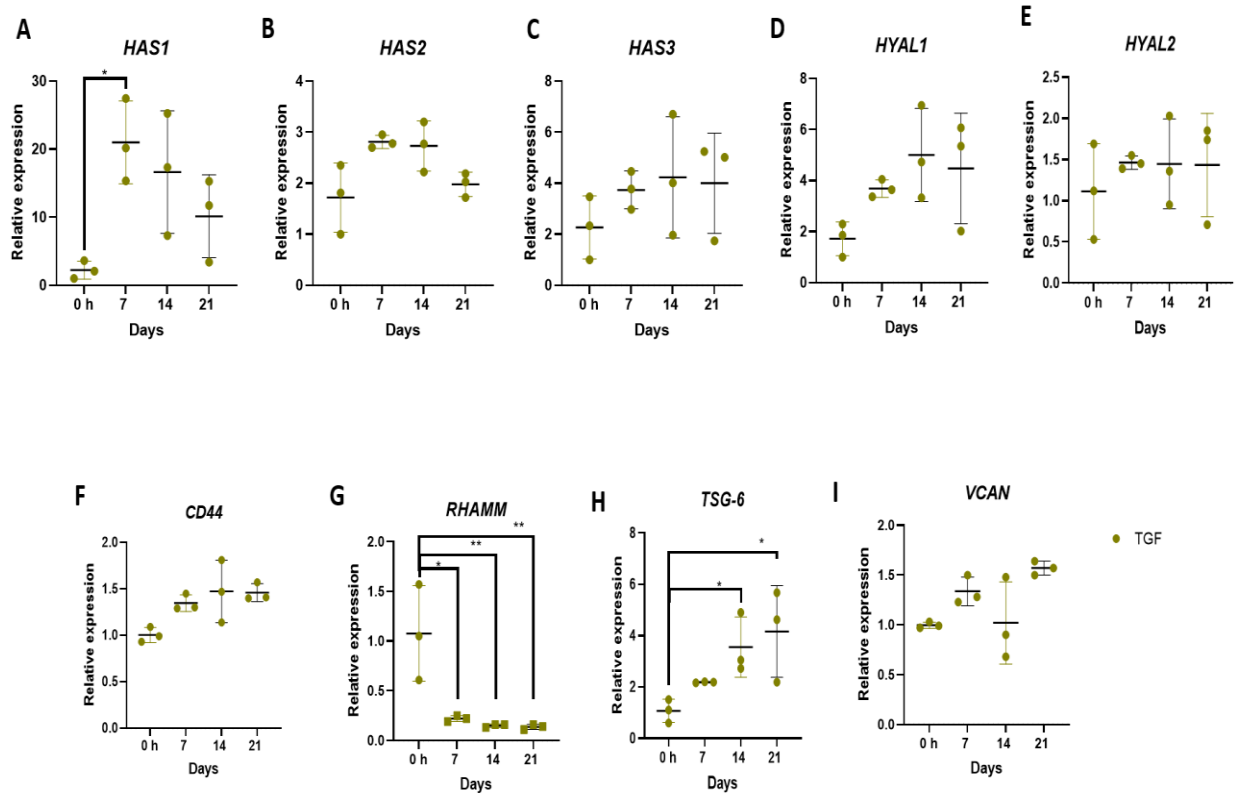 A
HAS1
Relative expression
30
20
10
0
*
0 h 7 14 21
Days
B
HAS2
Relative expression
4
3
2
1
0
0 h 7 14 21
Days
C
HAS3
Relative expression
8
6
4
2
0
0 h 7 14 21
Days
D
HYAL1
Relative expression
8
6
4
2
0
0 h 7 14 21
Days
E
HYAL2
Relative expression
2.5
2.0
1.5
1.0
0.5
0.0
0 h 7 14 21
Days
F
CD44
Relative expression
2.0
1.5
1.0
0.5
0.0
0 h 7 14 21
Days
G
RHAMM
Relative expression
2.0
1.5
1.0
0.5
0.0
**
**
*
0 h 7 14 21
Days
H
TSG-6
Relative expression
8
6
4
2
0
*
*
0 h 7 14 21
Days
I
VCAN
Relative expression
2.0
1.5
1.0
0.5
0.0
0 h 7 14 21
Days
TGF